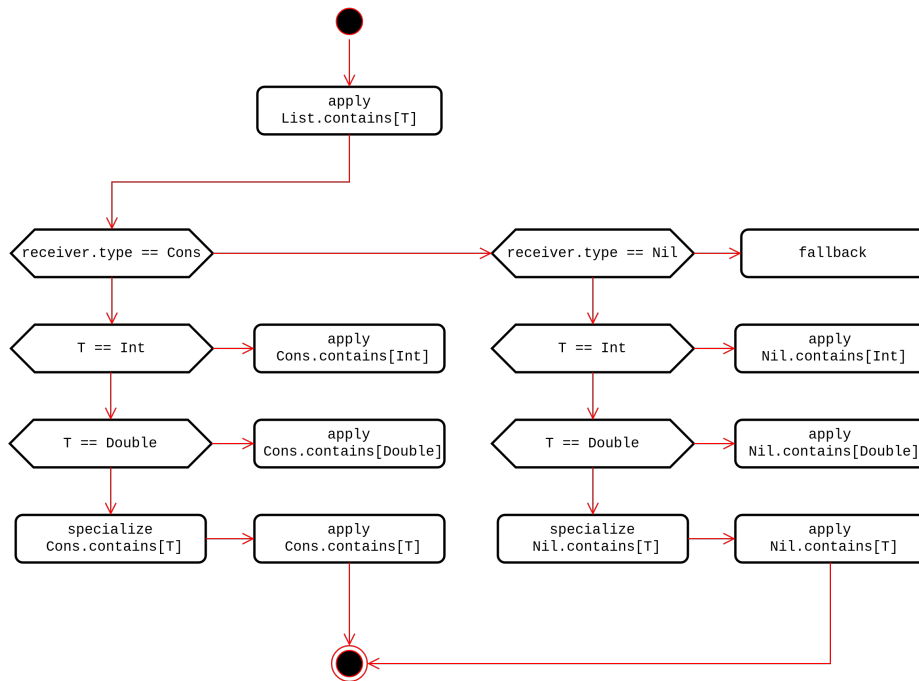 apply
List.contains[T]
receiver.type == Cons
receiver.type == Nil
fallback
T == Int
apply
Cons.contains[Int]
T == Int
apply
Nil.contains[Int]
T == Double
apply
Cons.contains[Double]
T == Double
apply
Nil.contains[Double]
specialize
Cons.contains[T]
apply
Cons.contains[T]
specialize
Nil.contains[T]
apply
Nil.contains[T]